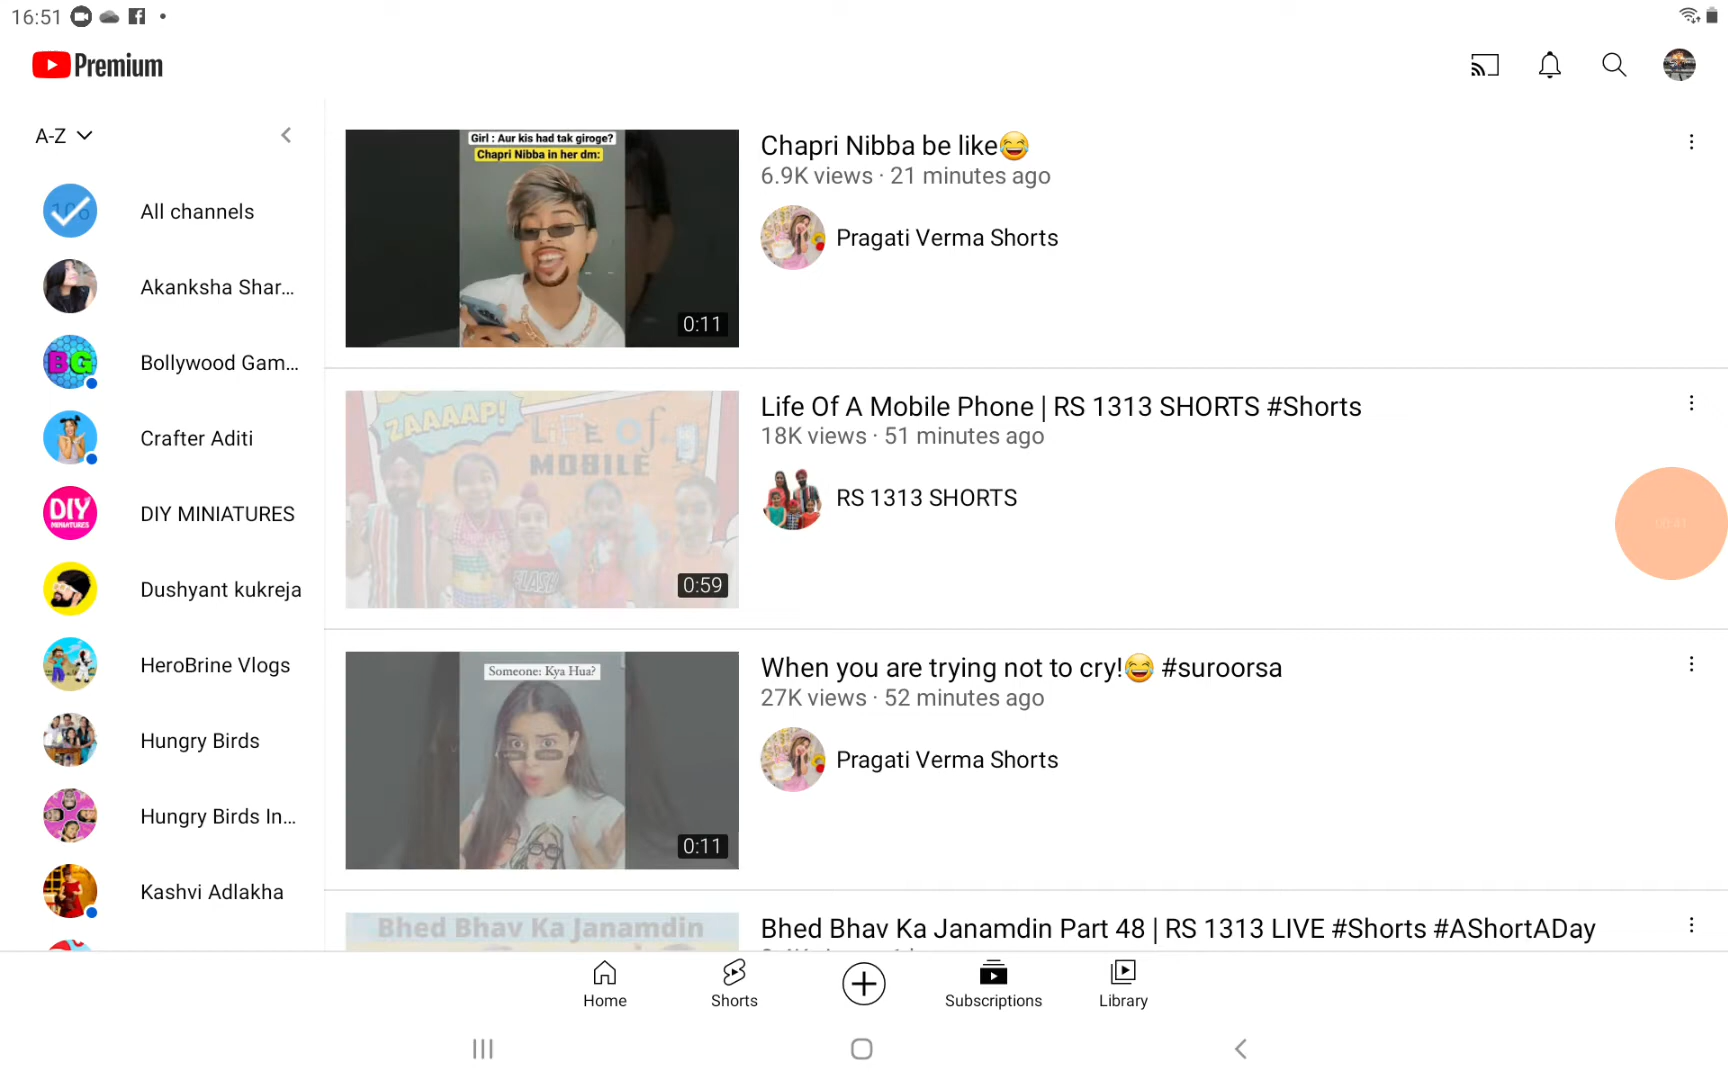 16:51
Premium
A-Z
All channels
Akanksha Shar...
Bollywood Gam...
Crafter Aditi
DIY MINIATURES
Dushyant kukreja
HeroBrine Vlogs
Hungry Birds
Hungry Birds In...
Kashvi Adlakha
BG
DIY
MINIATURES
Girl : Aur kis had tak giroge?
Chapri Nibba in her dm:
0:11
Chapri Nibba be like😂
6.9K views · 21 minutes ago
Pragati Verma Shorts
ZAAAAP!
LiFE OF
MOBILE
FLASH
0:59
Life Of A Mobile Phone | RS 1313 SHORTS #Shorts
18K views · 51 minutes ago
RS 1313 SHORTS
Someone: Kya Hua?
0:11
When you are trying not to cry!😂 #suroorsa
27K views · 52 minutes ago
Pragati Verma Shorts
Bhed Bhav Ka Janamdin
Bhed Bhav Ka Janamdin Part 48 | RS 1313 LIVE #Shorts #AShortADay
Home
Shorts
Subscriptions
Library